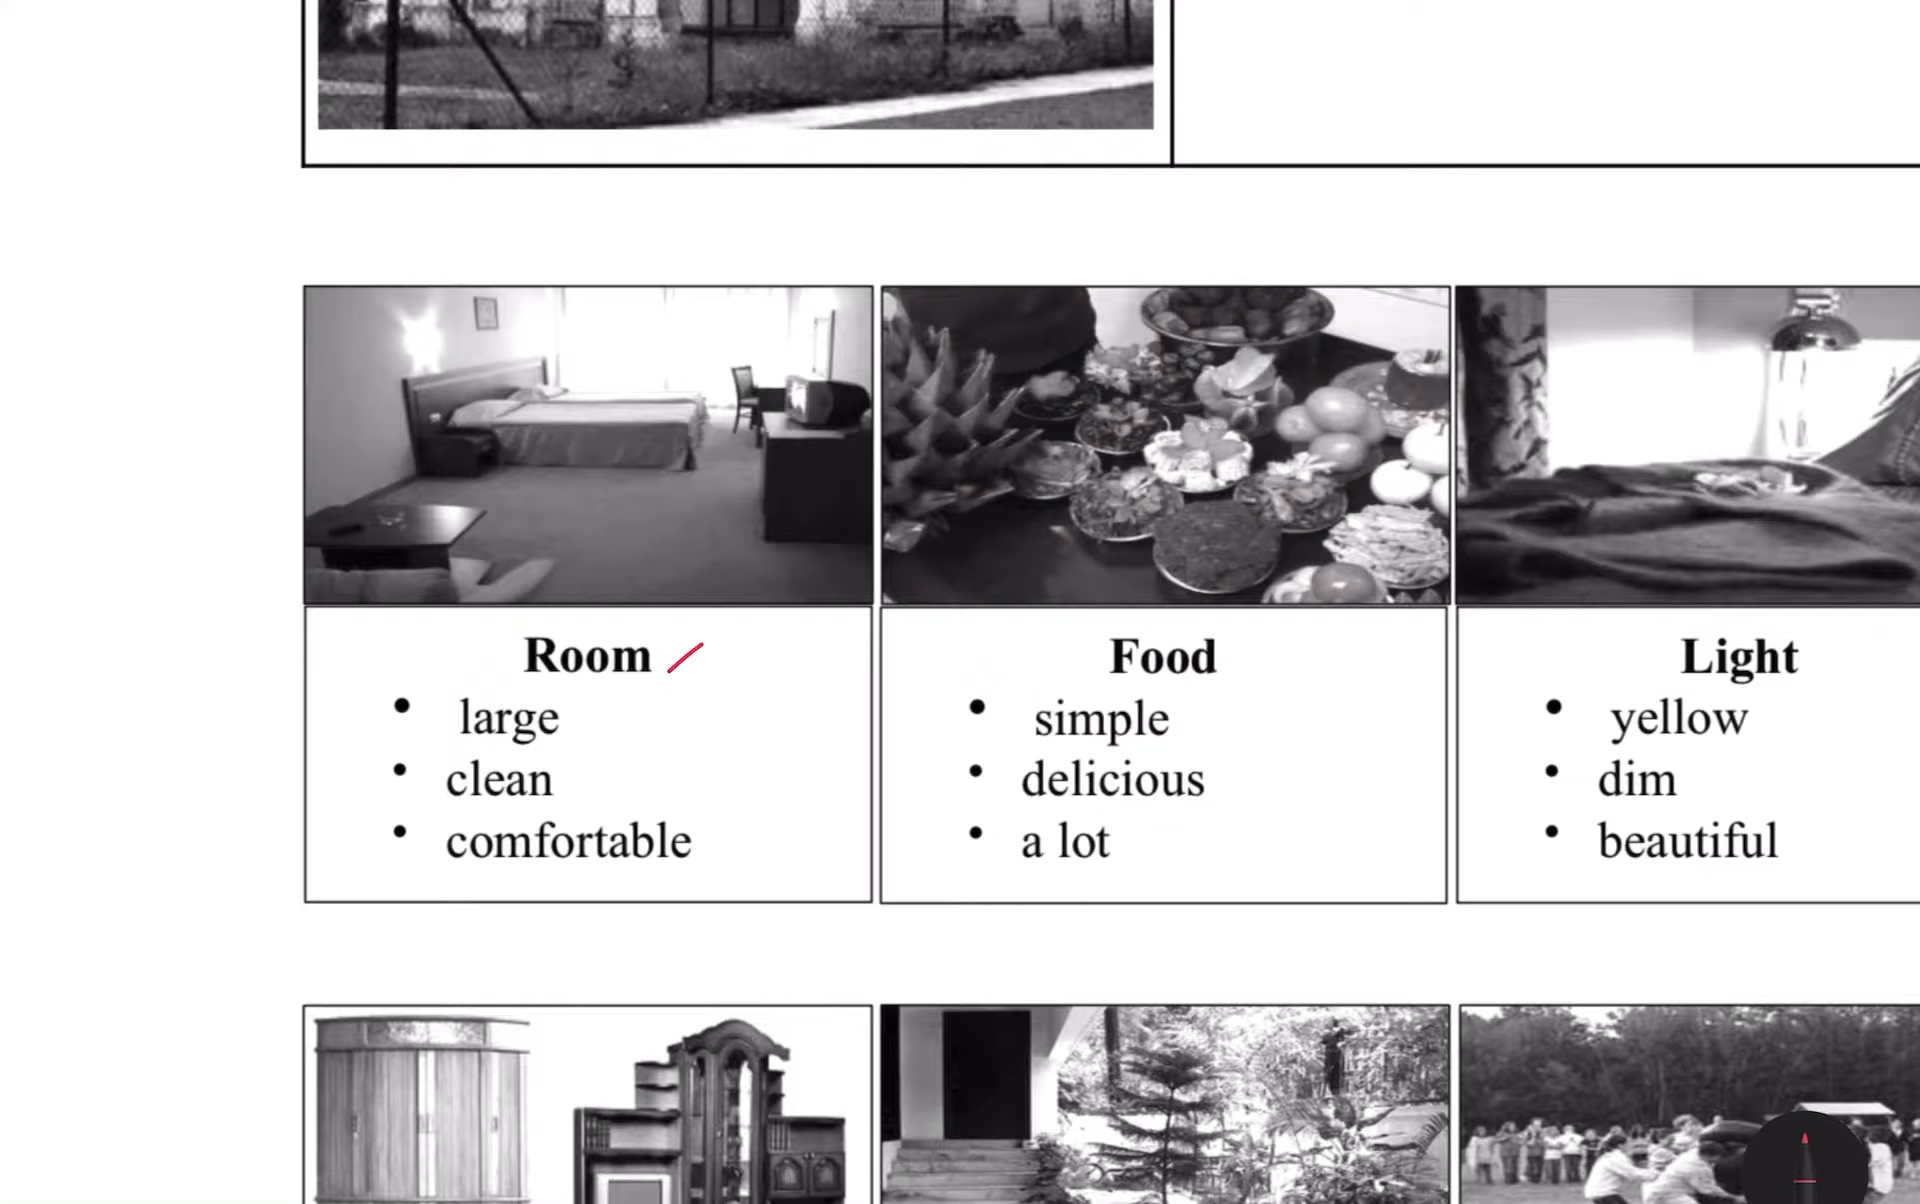 Room
• large
• clean
• comfortable
Food
• simple
• delicious
• a lot
Light
• yellow
• dim
• beautiful